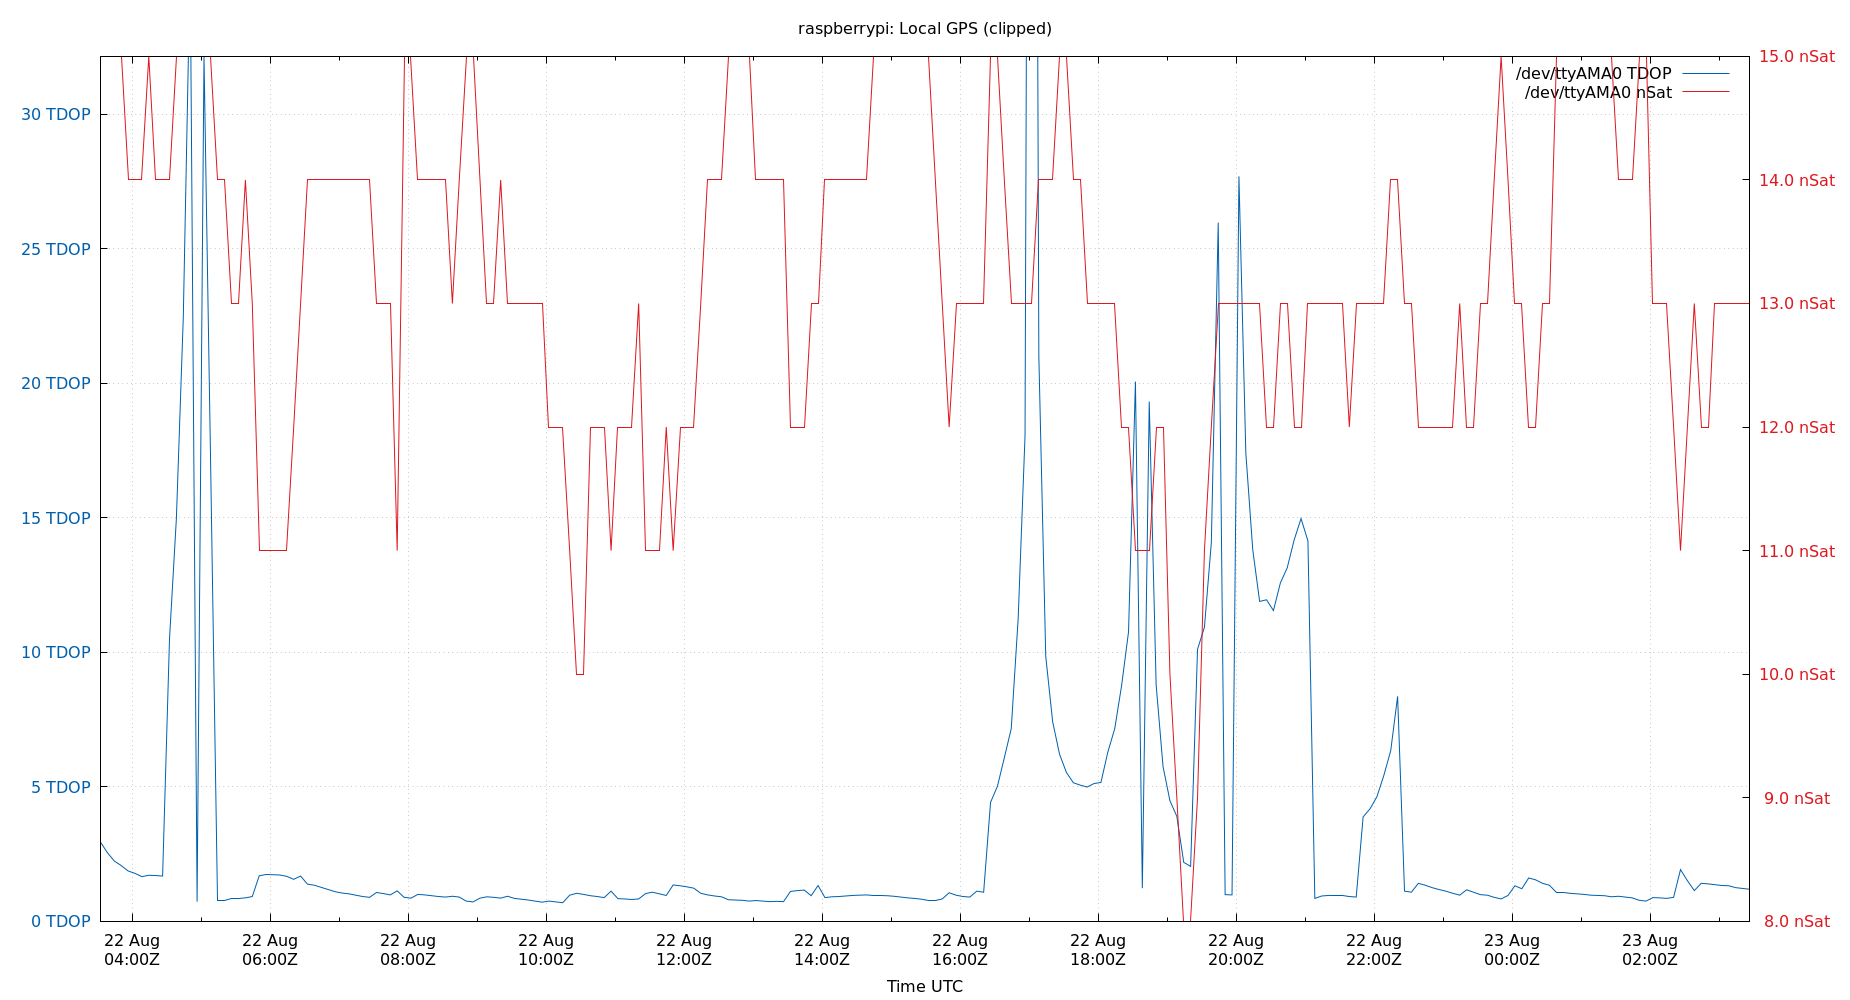 raspberrypi: Local GPS (clipped)
/dev/ttyAMA0 TDOP
/dev/ttyAMA0 nSat
30 TDOP
25 TDOP
20 TDOP
15 TDOP
10 TDOP
5 TDOP
0 TDOP
15.0 nSat
14.0 nSat
13.0 nSat
12.0 nSat
11.0 nSat
10.0 nSat
9.0 nSat
8.0 nSat
22 Aug
04:00Z
22 Aug
06:00Z
22 Aug
08:00Z
22 Aug
10:00Z
22 Aug
12:00Z
22 Aug
14:00Z
22 Aug
16:00Z
22 Aug
18:00Z
22 Aug
20:00Z
22 Aug
22:00Z
23 Aug
00:00Z
23 Aug
02:00Z
Time UTC